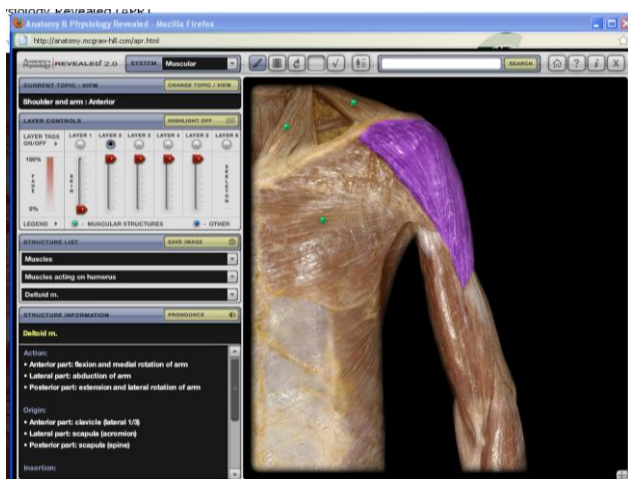 siology Revealed (APR)
Anatomy & Physiology Revealed - Mozilla Firefox
http://anatomy.mcgraw-hill.com/apr.html
Anatomy & Physiology REVEALED 2.0 SYSTEM Muscular SEARCH ? i X
CURRENT TOPIC / VIEW CHANGE TOPIC / VIEW
Shoulder and arm : Anterior
LAYER CONTROLS HIGHLIGHT OFF
LAYER TAGS ON/OFF LAYER 1 LAYER 2 LAYER 3 LAYER 4 LAYER 5 LAYER 6
100%
FADE
SKIN
SKELETON
0%
LEGEND - MUSCULAR STRUCTURES - OTHER
STRUCTURE LIST SAVE IMAGE
Muscles
Muscles acting on humerus
Deltoid m.
STRUCTURE INFORMATION PRONOUNCE
Deltoid m.
Action:
• Anterior part: flexion and medial rotation of arm
• Lateral part: abduction of arm
• Posterior part: extension and lateral rotation of arm
Origin:
• Anterior part: clavicle (lateral 1/3)
• Lateral part: scapula (acromion)
• Posterior part: scapula (spine)
Insertion: